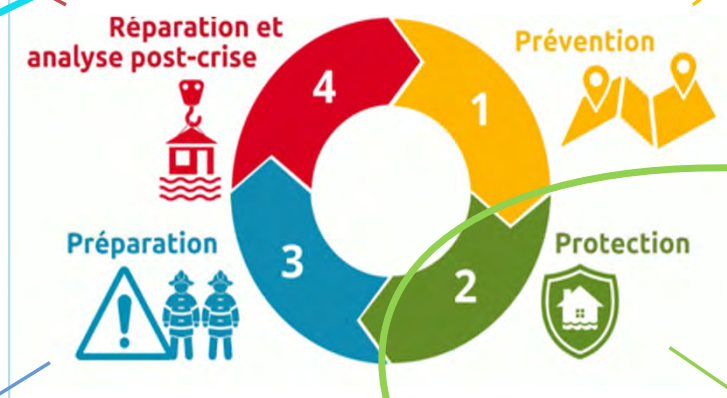 Réparation et
analyse post-crise
4
Prévention
1
Préparation
3
Protection
2